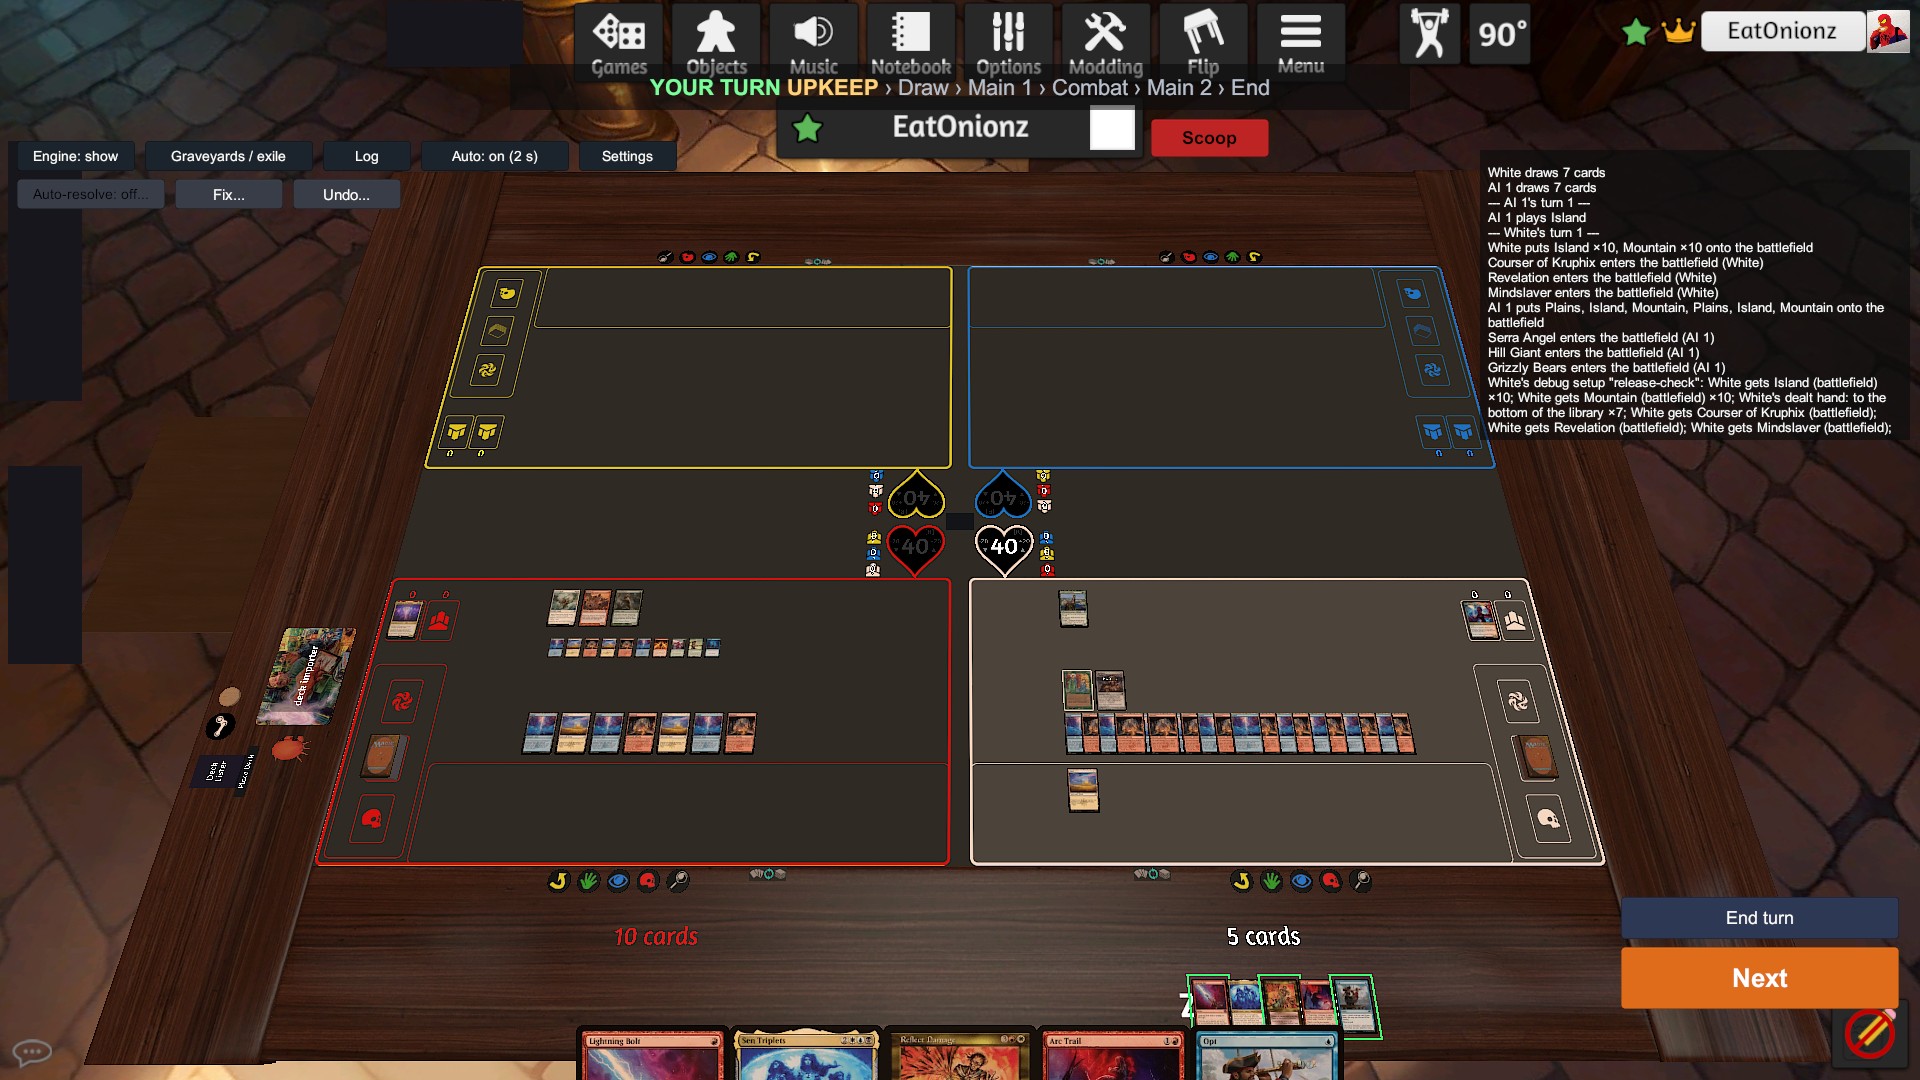 Games
Objects
Music
Notebook
Options
Modding
Flip
Menu
90°
EatOnionz
YOUR TURN UPKEEP › Draw › Main 1 › Combat › Main 2 › End
EatOnionz
Scoop
Engine: show
Graveyards / exile
Log
Auto: on (2 s)
Settings
Auto-resolve: off...
Fix...
Undo...
White draws 7 cards
AI 1 draws 7 cards
--- AI 1's turn 1 ---
AI 1 plays Island
--- White's turn 1 ---
White puts Island ×10, Mountain ×10 onto the battlefield
Courser of Kruphix enters the battlefield (White)
Revelation enters the battlefield (White)
Mindslaver enters the battlefield (White)
AI 1 puts Plains, Island, Mountain, Plains, Island, Mountain onto the
battlefield
Serra Angel enters the battlefield (AI 1)
Hill Giant enters the battlefield (AI 1)
Grizzly Bears enters the battlefield (AI 1)
White's debug setup "release-check": White gets Island (battlefield)
×10; White gets Mountain (battlefield) ×10; White's dealt hand: to the
bottom of the library ×7; White gets Courser of Kruphix (battlefield);
White gets Revelation (battlefield); White gets Mindslaver (battlefield);
40
40
40
40
deck importer
Deck
Lister
10 cards
5 cards
End turn
Next
Lightning Bolt
Sen Triplets
Reflect Damage
Arc Trail
Opt